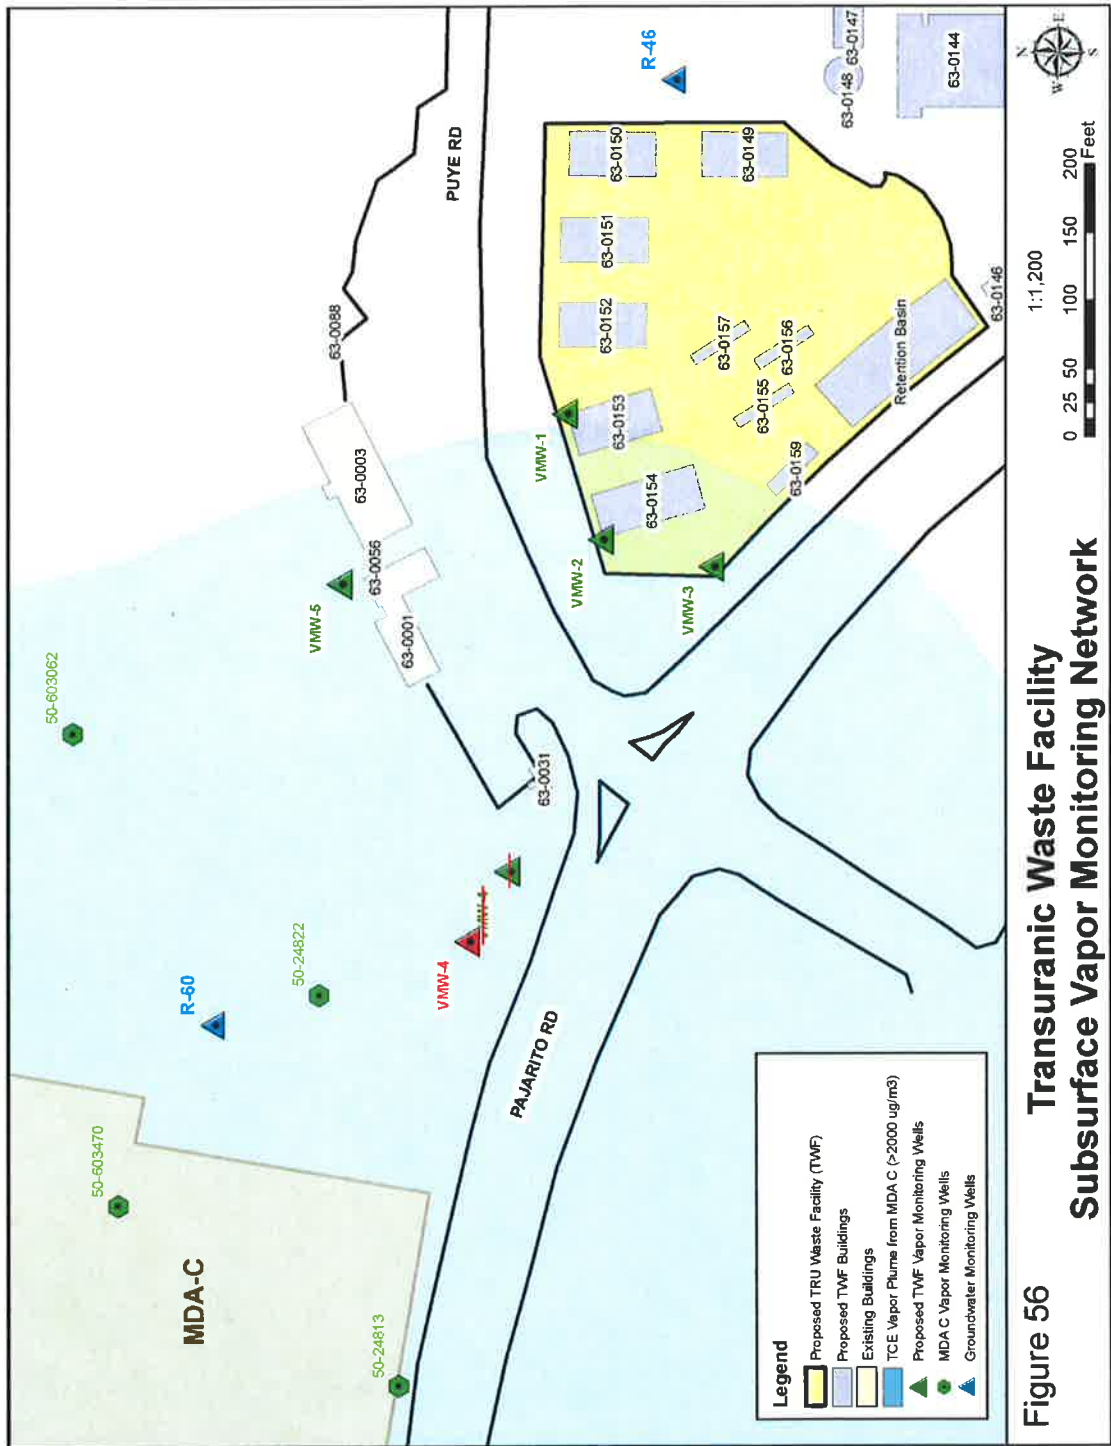 MDA-C
50-603470
50-24813
R-60
50-24822
50-603062
VMW-4
VMW-4
VMW-5
63-0031
63-0001
63-0056
63-0003
63-0088
PAJARITO RD
PUYE RD
R-46
VMW-1
VMW-2
VMW-3
63-0154
63-0153
63-0152
63-0151
63-0150
63-0149
63-0159
63-0155
63-0157
63-0156
Retention Basin
63-0146
63-0148
63-0147
63-0144
Legend
Proposed TRU Waste Facility (TWF)
Proposed TWF Buildings
Existing Buildings
TCE Vapor Plume from MDA C (>2000 ug/m3)
Proposed TWF Vapor Monitoring Wells
MDA C Vapor Monitoring Wells
Groundwater Monitoring Wells
Figure 56
Transuranic Waste Facility
Subsurface Vapor Monitoring Network
1:1,200
0 25 50 100 150 200
Feet
N
W E
S